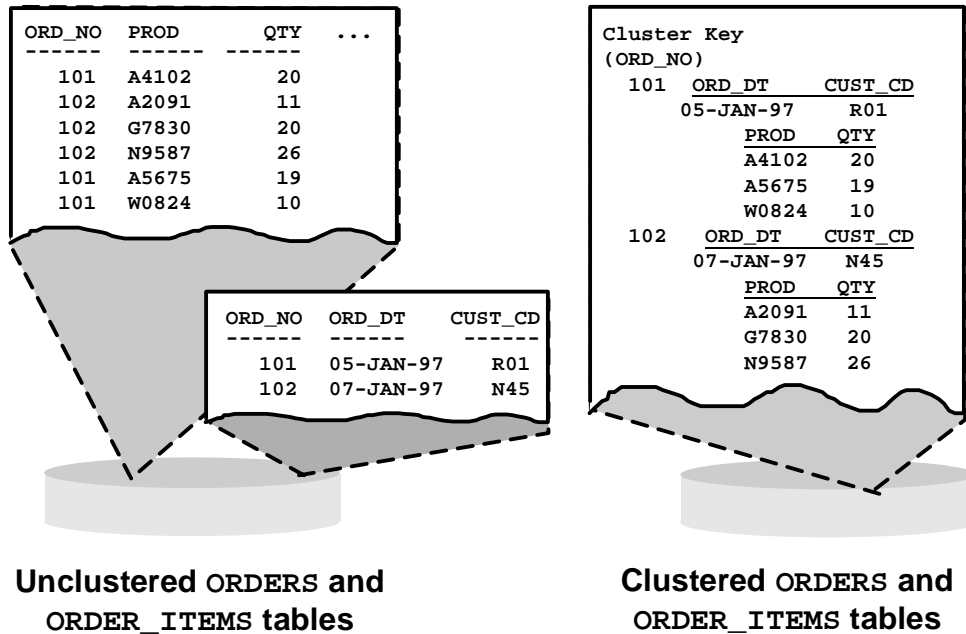 ORD_NO PROD QTY ...
------ ------ ------
101 A4102 20
102 A2091 11
102 G7830 20
102 N9587 26
101 A5675 19
101 W0824 10
ORD_NO ORD_DT CUST_CD
------ ------ ------
101 05-JAN-97 R01
102 07-JAN-97 N45
Unclustered ORDERS and
ORDER_ITEMS tables
Cluster Key
(ORD_NO)
101 ORD_DT CUST_CD
05-JAN-97 R01
PROD QTY
A4102 20
A5675 19
W0824 10
102 ORD_DT CUST_CD
07-JAN-97 N45
PROD QTY
A2091 11
G7830 20
N9587 26
Clustered ORDERS and
ORDER_ITEMS tables